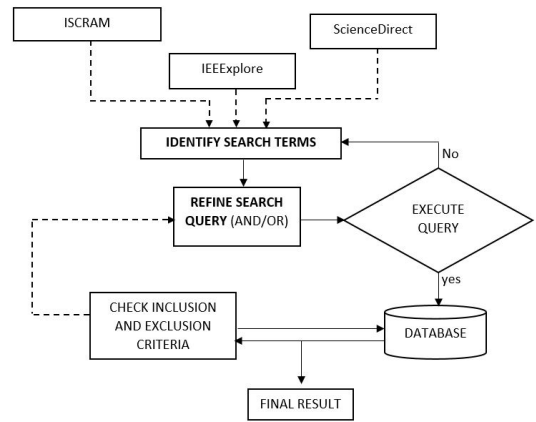 ISCRAM
ScienceDirect
IEEExplore
IDENTIFY SEARCH TERMS
No
REFINE SEARCH
QUERY (AND/OR)
EXECUTE
QUERY
yes
CHECK INCLUSION
AND EXCLUSION
CRITERIA
DATABASE
FINAL RESULT